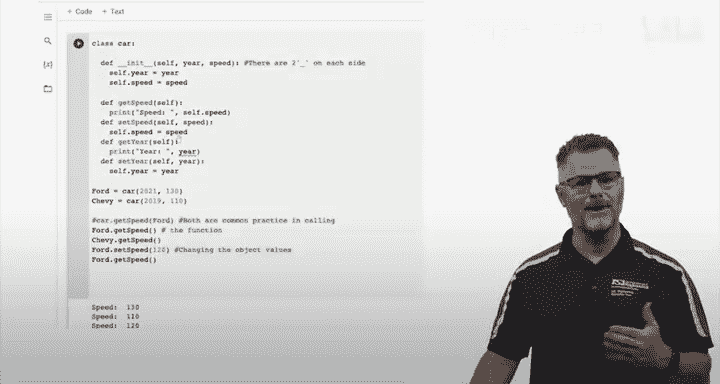 + Code + Text
class car:
def __init__(self, year, speed): #There are 2'_' on each side
self.year = year
self.speed = speed
def getSpeed(self):
print("Speed: ", self.speed)
def setSpeed(self, speed):
self.speed = speed
def getYear(self):
print("Year: ", year)
def setYear(self, year):
self.year = year
Ford = car(2021, 130)
Chevy = car(2019, 110)
#car.getSpeed(Ford) #Both are common practice in calling
Ford.getSpeed() # the function
Chevy.getSpeed()
Ford.setSpeed(120) #Changing the object values
Ford.getSpeed()
Speed: 130
Speed: 110
Speed: 120